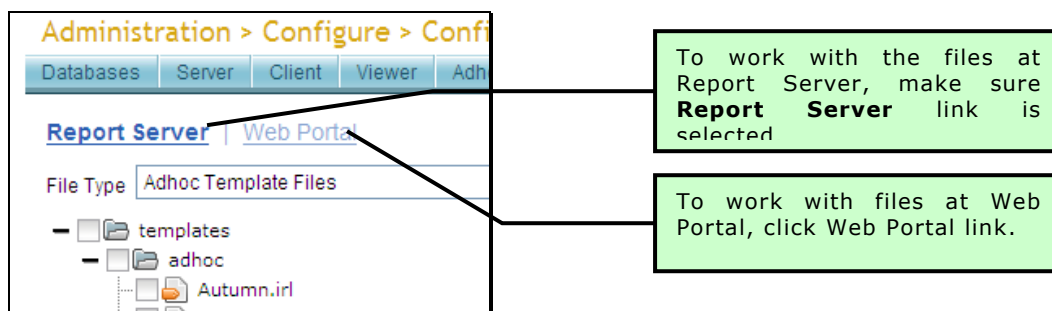 Administration > Configure > Confi
Databases Server Client Viewer Adh
Report Server | Web Portal
File Type Adhoc Template Files
templates
adhoc
Autumn.irl
To work with the files at
Report Server, make sure
Report Server link is
selected
To work with files at Web
Portal, click Web Portal link.